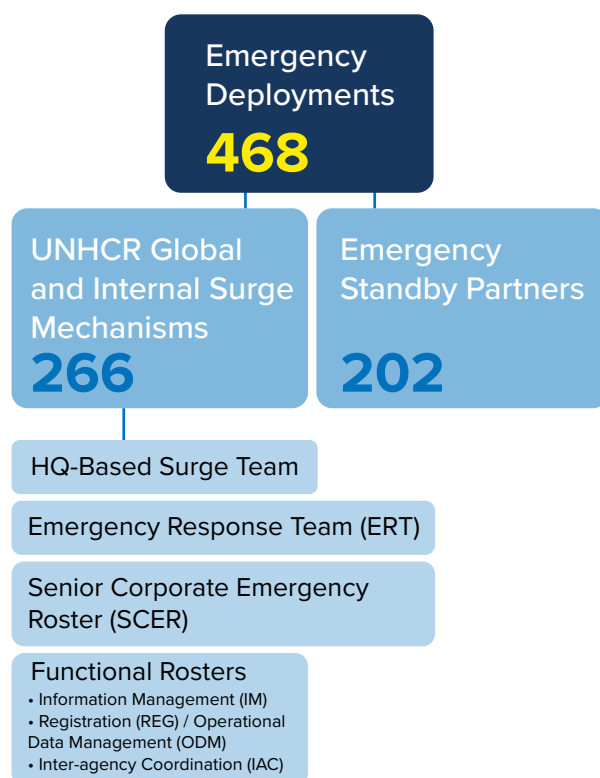 Emergency
Deployments
468
UNHCR Global
and Internal Surge
Mechanisms
266
Emergency
Standby Partners
202
HQ-Based Surge Team
Emergency Response Team (ERT)
Senior Corporate Emergency
Roster (SCER)
Functional Rosters
• Information Management (IM)
• Registration (REG) / Operational
Data Management (ODM)
• Inter-agency Coordination (IAC)